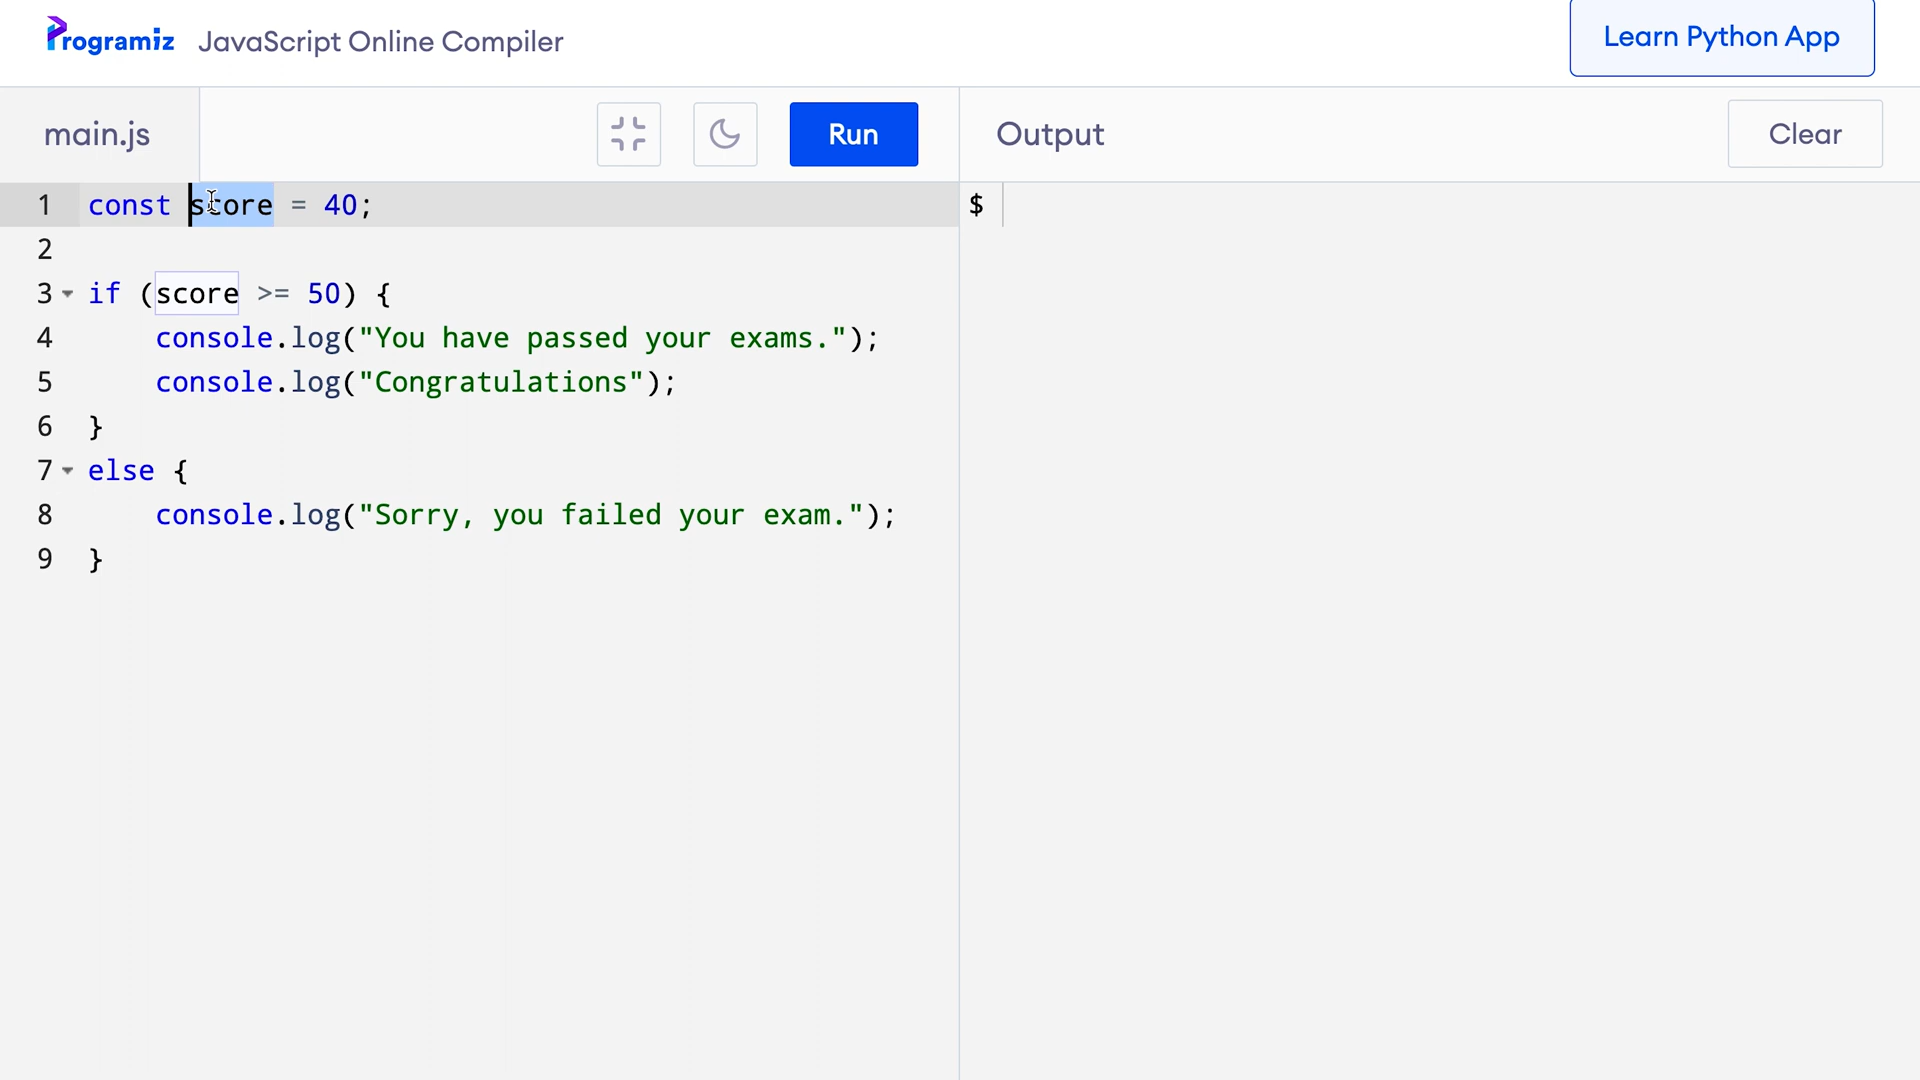 Programiz JavaScript Online Compiler Learn Python App
main.js Run Output Clear
1 const score = 40; $
2
3 if (score >= 50) {
4 console.log("You have passed your exams.");
5 console.log("Congratulations");
6 }
7 else {
8 console.log("Sorry, you failed your exam.");
9 }